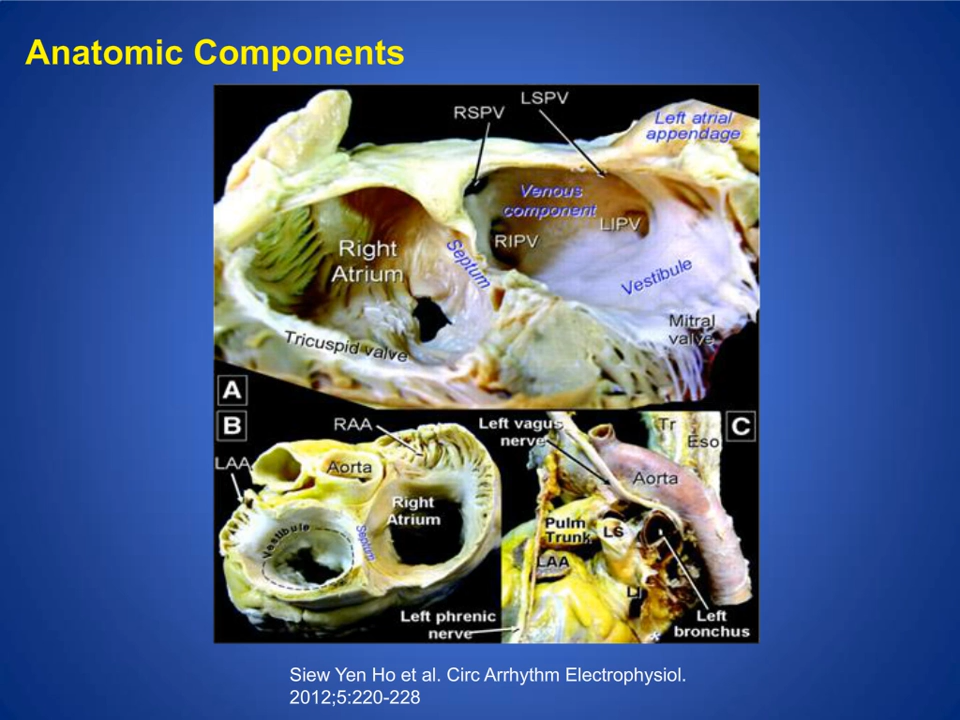 Anatomic Components
RSPV
LSPV
Left atrial
appendage
Venous
component
LIPV
RIPV
Right
Atrium
Septum
Vestibule
Mitral
valve
Tricuspid valve
A
B
RAA
LAA
Aorta
Right
Atrium
Vestibule
Septum
C
Left vagus
nerve
Tr
Eso
Aorta
Pulm
Trunk
LS
LAA
LI
Left phrenic
nerve
Left
bronchus
*
Siew Yen Ho et al. Circ Arrhythm Electrophysiol.
2012;5:220-228